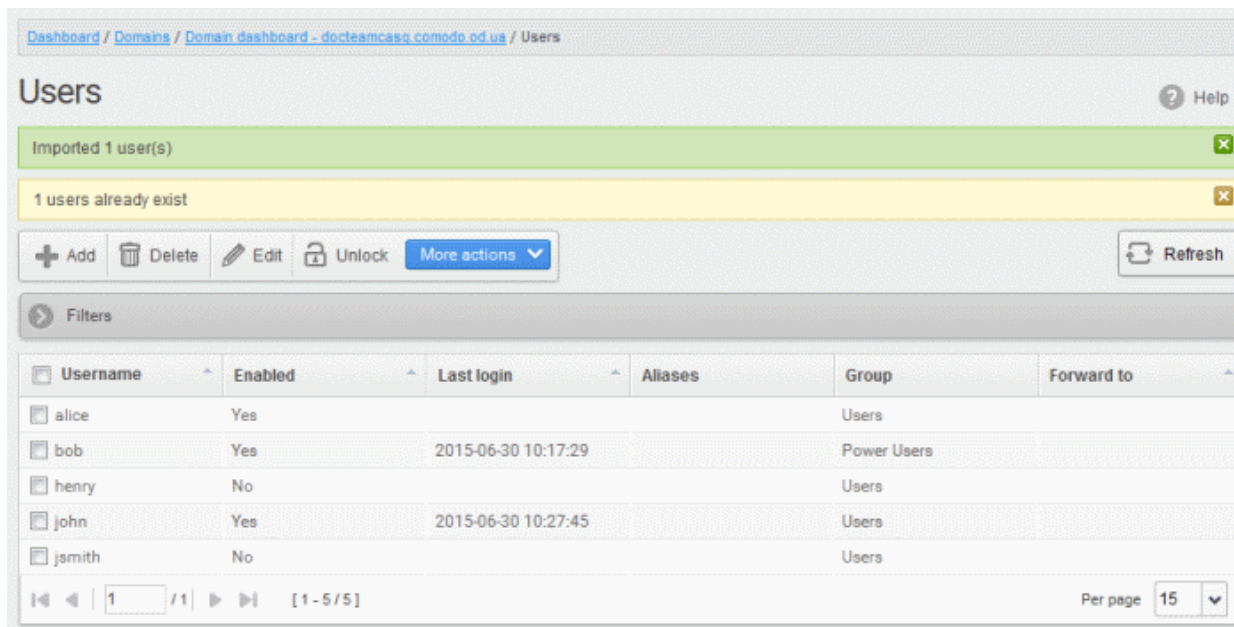 Dashboard / Domains / Domain dashboard - docteamcasq.comodo.od.ua / Users
Users
Help
Imported 1 user(s)
1 users already exist
Add Delete Edit Unlock More actions Refresh
Filters
Username Enabled Last login Aliases Group Forward to
alice Yes Users
bob Yes 2015-06-30 10:17:29 Power Users
henry No Users
john Yes 2015-06-30 10:27:45 Users
jsmith No Users
1 / 1 [ 1 - 5 / 5 ] Per page 15